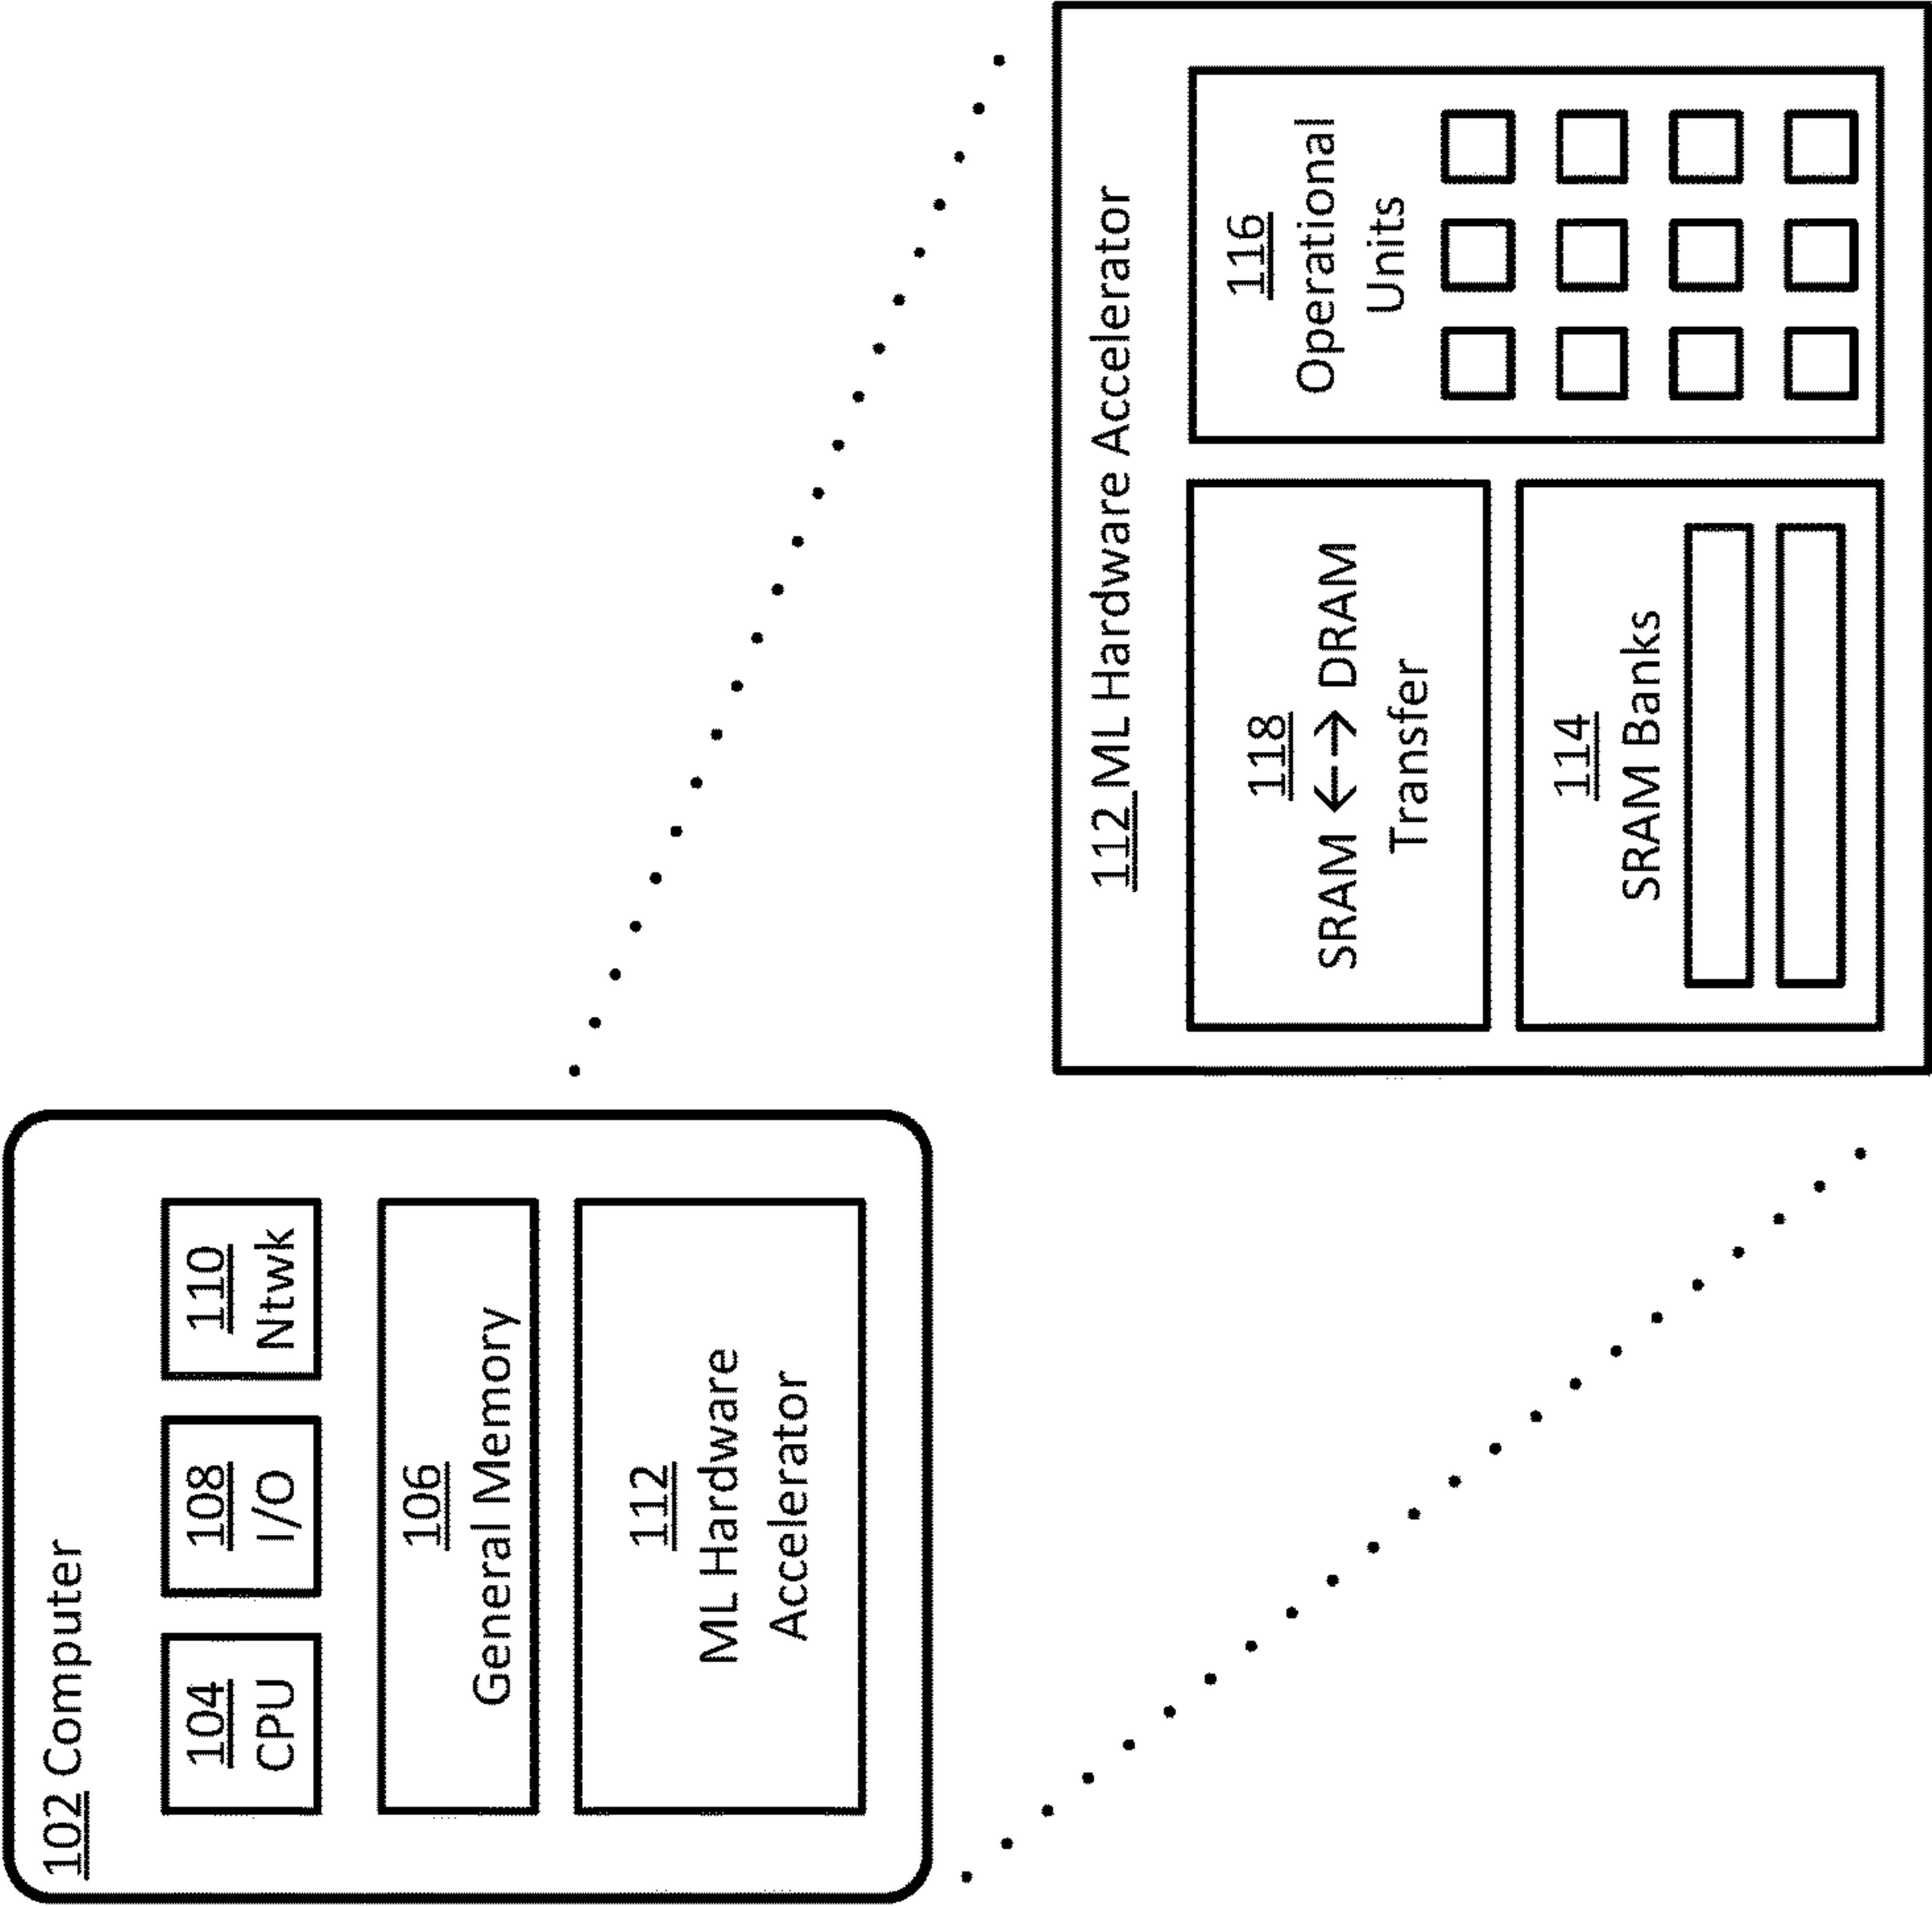 102 Computer
104
CPU
108
I/O
110
Ntwk
106
General Memory
112
ML Hardware
Accelerator
112 ML Hardware Accelerator
118
SRAM ←→ DRAM
Transfer
114
SRAM Banks
116
Operational
Units